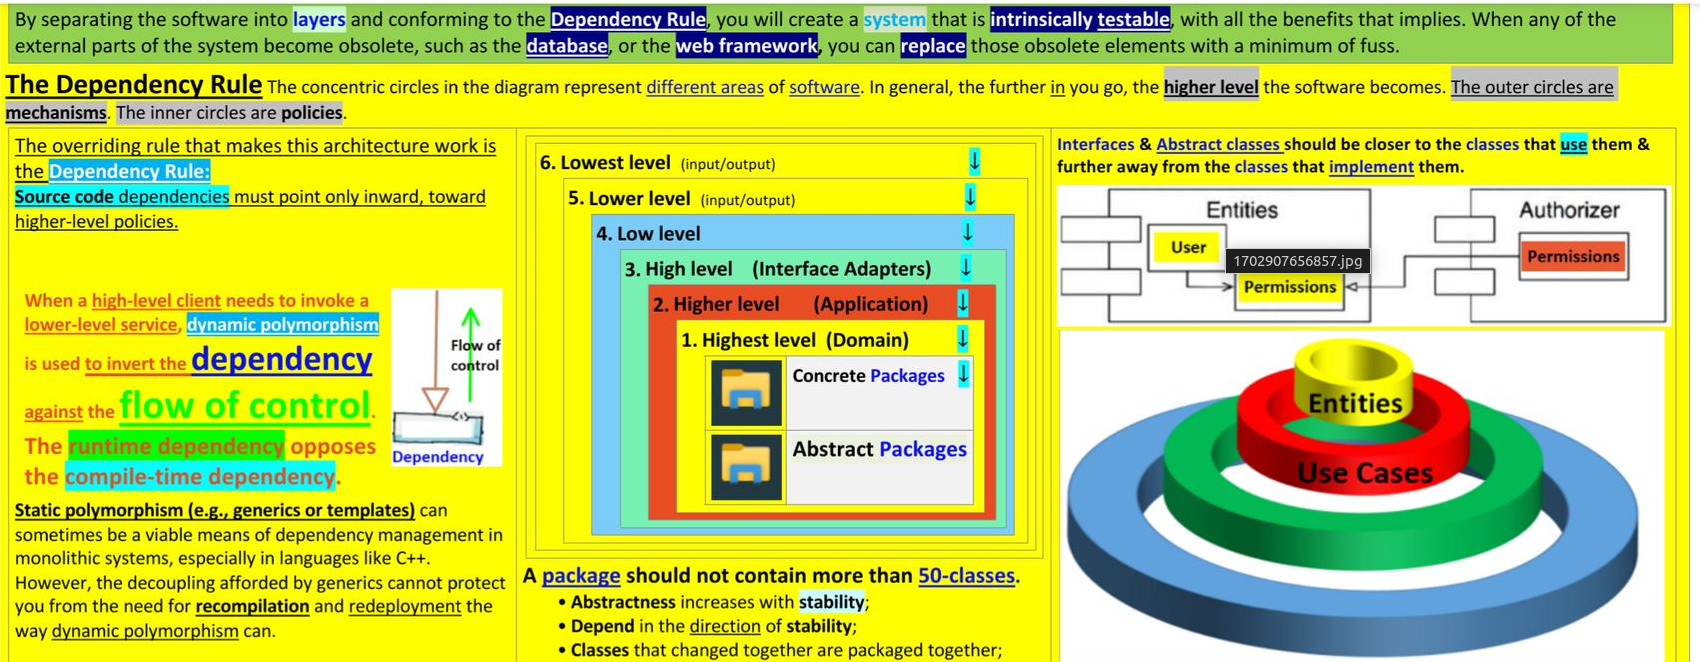 By separating the software into layers and conforming to the Dependency Rule, you will create a system that is intrinsically testable, with all the benefits that implies. When any of the
external parts of the system become obsolete, such as the database, or the web framework, you can replace those obsolete elements with a minimum of fuss.
The Dependency Rule The concentric circles in the diagram represent different areas of software. In general, the further in you go, the higher level the software becomes. The outer circles are
mechanisms. The inner circles are policies.
The overriding rule that makes this architecture work is
the Dependency Rule:
Source code dependencies must point only inward, toward
higher-level policies.
When a high-level client needs to invoke a
lower-level service, dynamic polymorphism
is used to invert the dependency
against the flow of control.
The runtime dependency opposes
the compile-time dependency.
Flow of
control
Dependency
Static polymorphism (e.g., generics or templates) can
sometimes be a viable means of dependency management in
monolithic systems, especially in languages like C++.
However, the decoupling afforded by generics cannot protect
you from the need for recompilation and redeployment the
way dynamic polymorphism can.
6. Lowest level (input/output) ↓
5. Lower level (input/output) ↓
4. Low level ↓
3. High level (Interface Adapters) ↓
2. Higher level (Application) ↓
1. Highest level (Domain) ↓
Concrete Packages ↓
Abstract Packages
A package should not contain more than 50-classes.
• Abstractness increases with stability;
• Depend in the direction of stability;
• Classes that changed together are packaged together;
Interfaces & Abstract classes should be closer to the classes that use them &
further away from the classes that implement them.
Entities
User
1702907656857.jpg
Permissions
Authorizer
Permissions
Entities
Use Cases